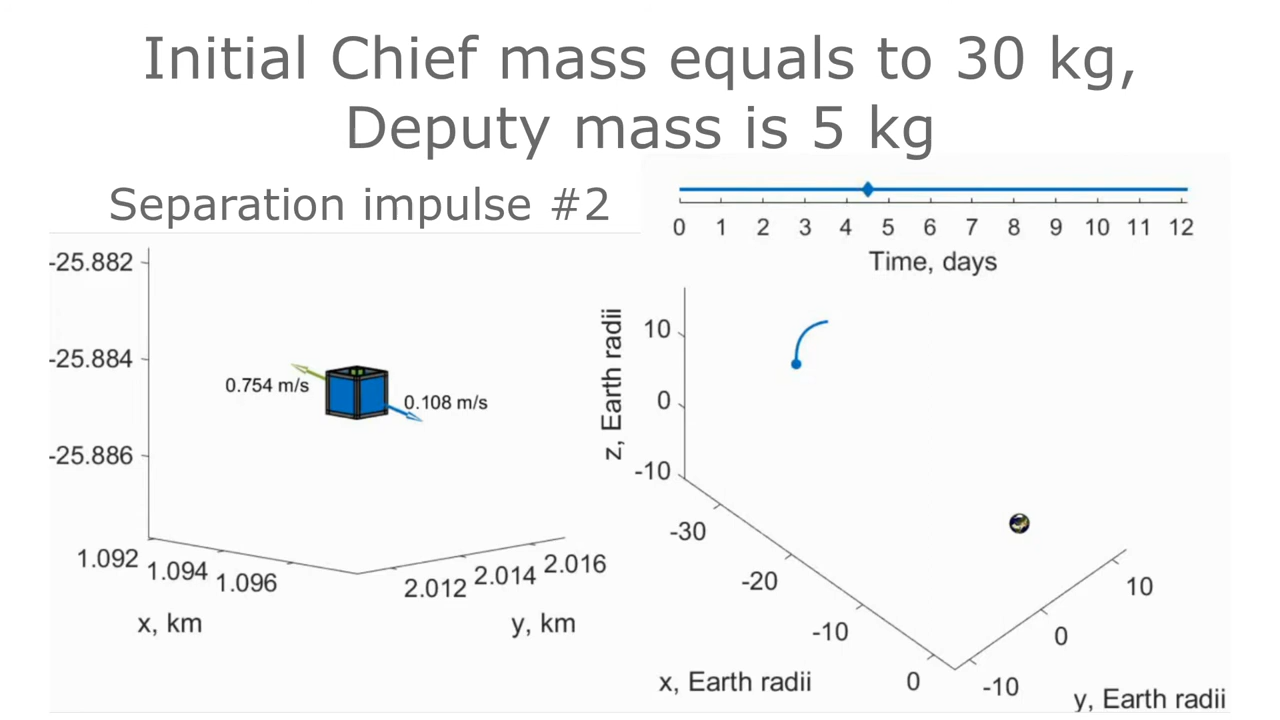 Initial Chief mass equals to 30 kg,
Deputy mass is 5 kg
Separation impulse #2
0 1 2 3 4 5 6 7 8 9 10 11 12
Time, days
-25.882
-25.884
-25.886
0.754 m/s
0.108 m/s
1.092 1.094 1.096
2.012 2.014 2.016
x, km
y, km
z, Earth radii
10
0
-10
-30
-20
-10
0
x, Earth radii
-10
0
10
y, Earth radii